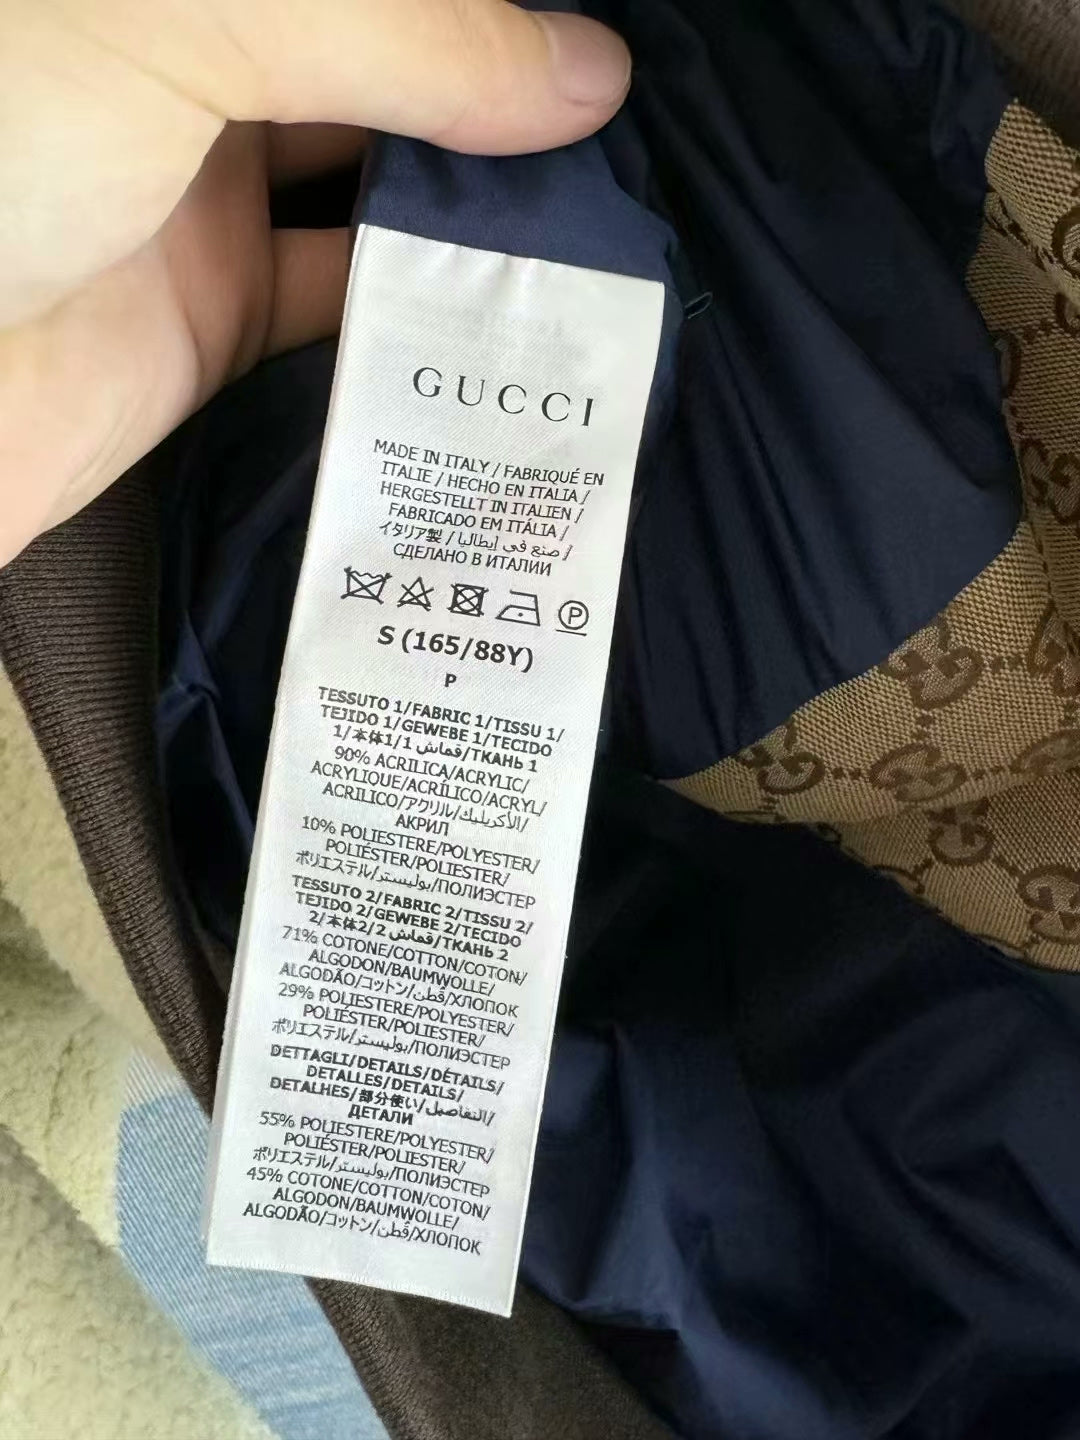 GUCCI
MADE IN ITALY / FABRIQUÉ EN
ITALIE / HECHO EN ITALIA /
HERGESTELLT IN ITALIEN /
FABRICADO EM ITÁLIA /
イタリア製 / صنع في إيطاليا /
СДЕЛАНО В ИТАЛИИ
P
S (165/88Y)
P
TESSUTO 1/FABRIC 1/TISSU 1/
TEJIDO 1/GEWEBE 1/TECIDO
1/本体1/1 قماش/ТКАНЬ 1
90% ACRILICA/ACRYLIC/
ACRYLIQUE/ACRÍLICO/ACRYL/
ACRILICO/アクリル/الأكريليك/
АКРИЛ
10% POLIESTERE/POLYESTER/
POLIÉSTER/POLIESTER/
ポリエステル/بوليستر/ПОЛИЭСТЕР
TESSUTO 2/FABRIC 2/TISSU 2/
TEJIDO 2/GEWEBE 2/TECIDO
2/本体2/2 قماش/ТКАНЬ 2
71% COTONE/COTTON/COTON/
ALGODON/BAUMWOLLE/
ALGODÃO/コットン/قطن/ХЛОПОК
29% POLIESTERE/POLYESTER/
POLIÉSTER/POLIESTER/
ポリエステル/بوليستر/ПОЛИЭСТЕР
DETTAGLI/DETAILS/DÉTAILS/
DETALLES/DETAILS/
DETALHES/部分使い/التفاصيل/
ДЕТАЛИ
55% POLIESTERE/POLYESTER/
POLIÉSTER/POLIESTER/
ポリエステル/بوليستر/ПОЛИЭСТЕР
45% COTONE/COTTON/COTON/
ALGODON/BAUMWOLLE/
ALGODÃO/コットン/قطن/ХЛОПОК